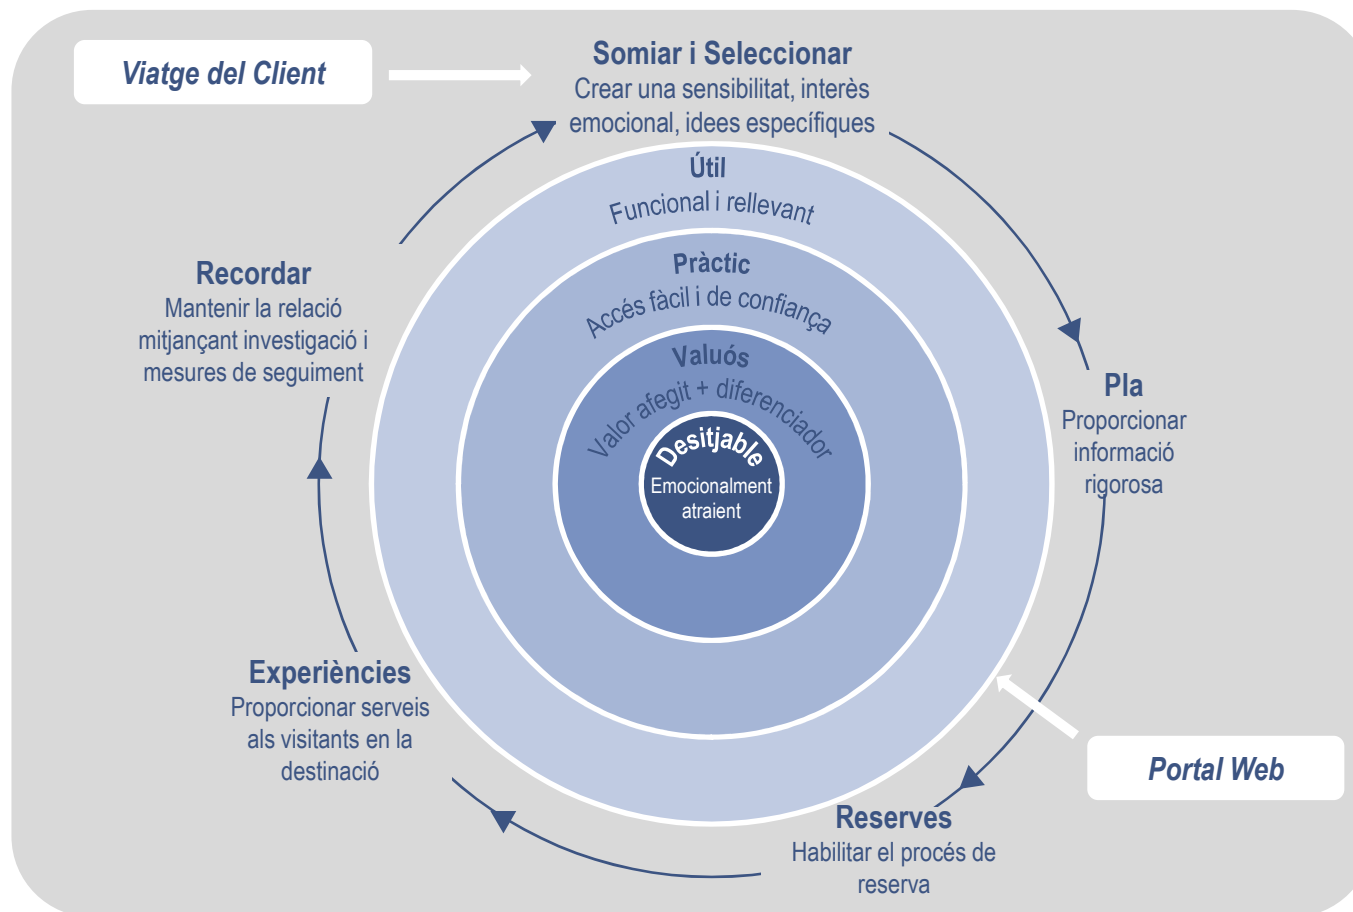 Viatge del Client
Somiar i Seleccionar
Crear una sensibilitat, interès
emocional, idees específiques
Útil
Funcional i rellevant
Pràctic
Accés fàcil i de confiança
Valuós
Valor afegit + diferenciador
Desitjable
Emocionalment
atraient
Pla
Proporcionar
informació
rigorosa
Portal Web
Reserves
Habilitar el procés de
reserva
Experiències
Proporcionar serveis
als visitants en la
destinació
Recordar
Mantenir la relació
mitjançant investigació i
mesures de seguiment